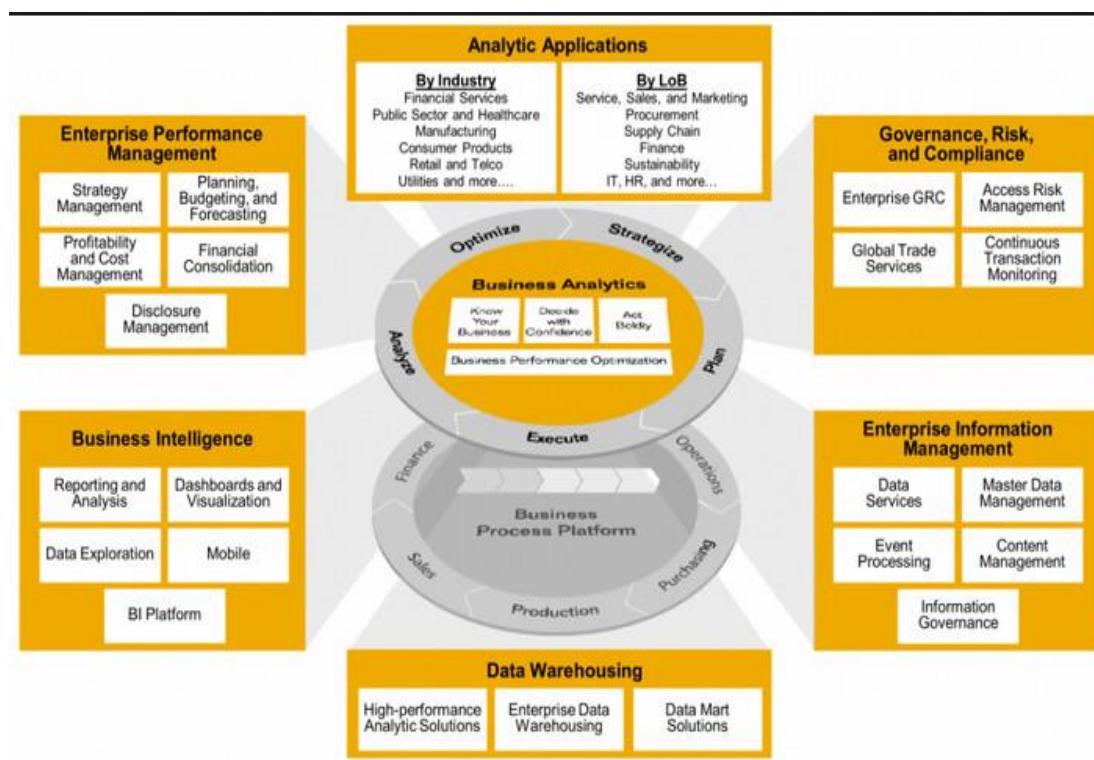 Analytic Applications
By Industry
Financial Services
Public Sector and Healthcare
Manufacturing
Consumer Products
Retail and Telco
Utilities and more....
By LoB
Service, Sales, and Marketing
Procurement
Supply Chain
Finance
Sustainability
IT, HR, and more...
Enterprise Performance
Management
Strategy
Management
Planning,
Budgeting, and
Forecasting
Profitability
and Cost
Management
Financial
Consolidation
Disclosure
Management
Governance, Risk,
and Compliance
Enterprise GRC
Access Risk
Management
Global Trade
Services
Continuous
Transaction
Monitoring
Optimize
Strategize
Analyze
Plan
Execute
Business Analytics
Know
Your
Business
Decide
with
Confidence
Act
Boldly
Business Performance Optimization
Finance
Operations
Business
Process Platform
Sales
Purchasing
Production
Business Intelligence
Reporting and
Analysis
Dashboards and
Visualization
Data Exploration
Mobile
BI Platform
Enterprise Information
Management
Data
Services
Master Data
Management
Event
Processing
Content
Management
Information
Governance
Data Warehousing
High-performance
Analytic Solutions
Enterprise Data
Warehousing
Data Mart
Solutions